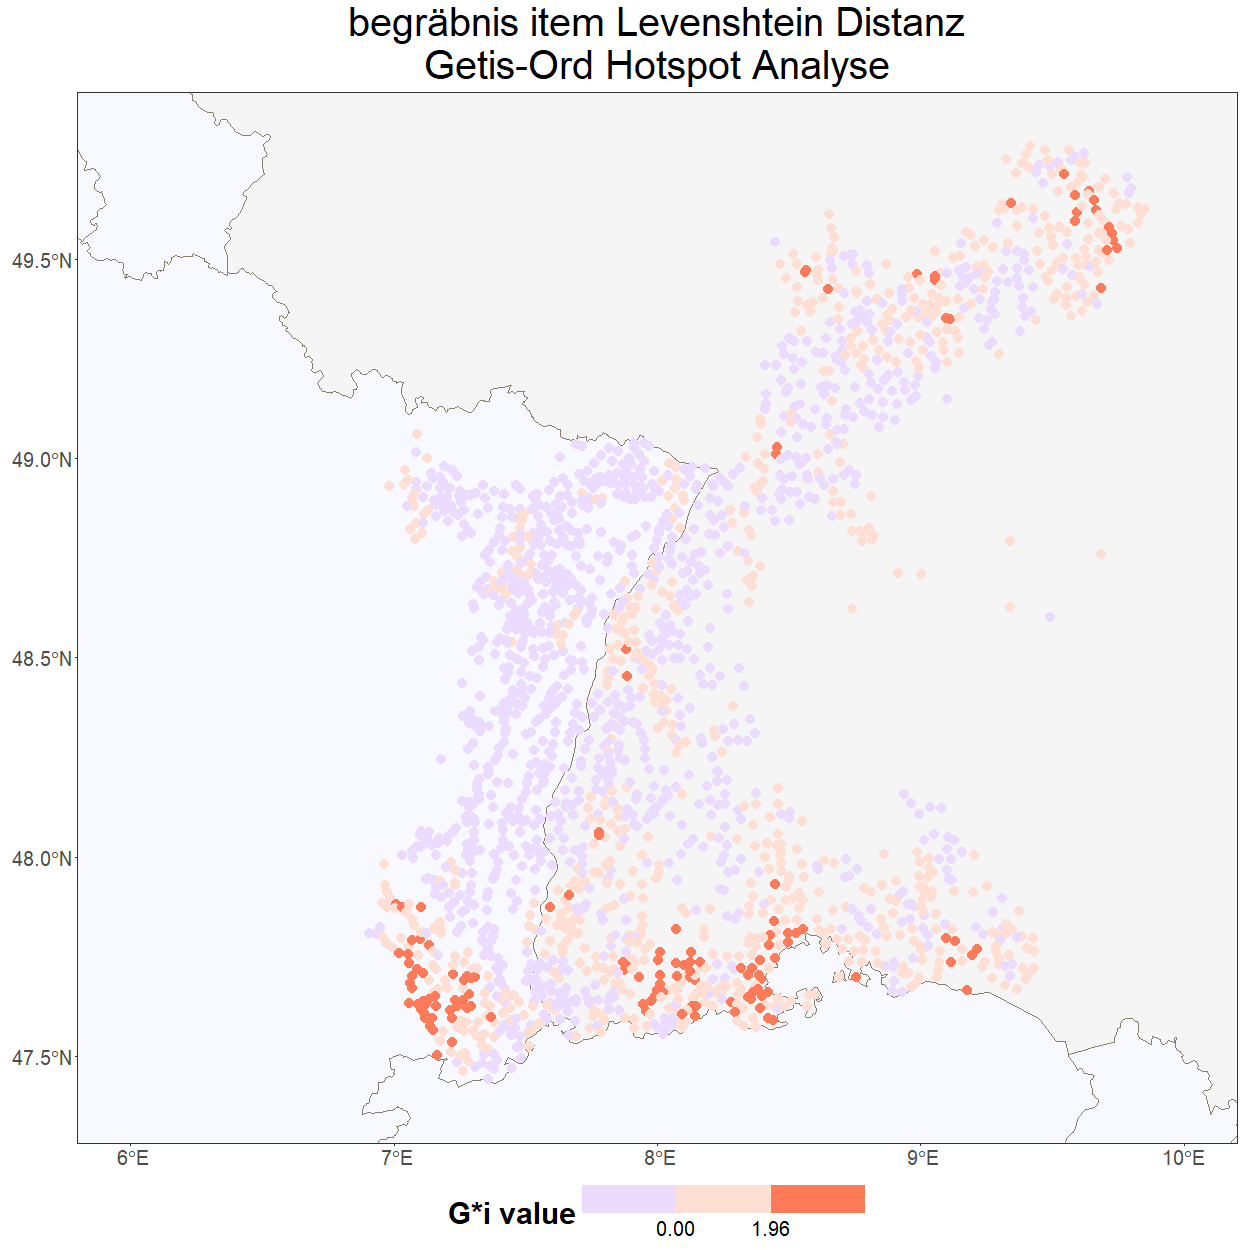 begräbnis item Levenshtein Distanz
Getis-Ord Hotspot Analyse
49.5°N
49.0°N
48.5°N
48.0°N
47.5°N
6°E 7°E 8°E 9°E 10°E
G*i value
0.00 1.96